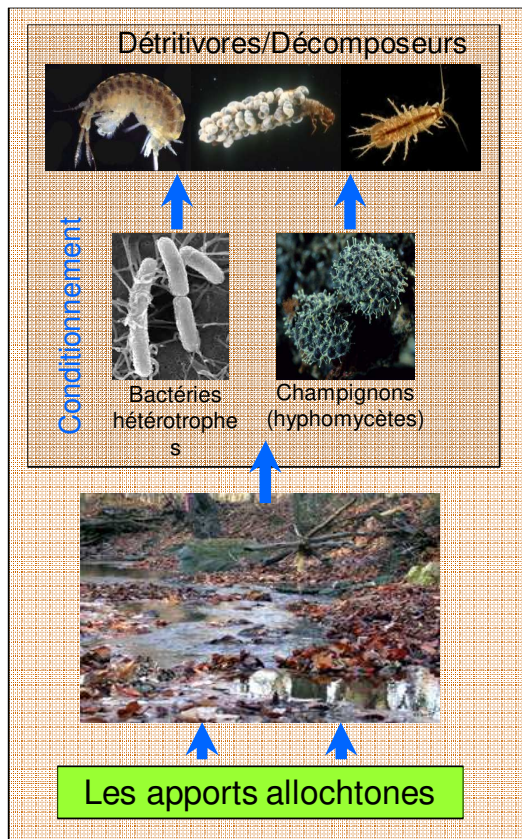 Détritivores/Décomposeurs
Conditionnement
Bactéries
hétérotrophe
s
Champignons
(hyphomycètes)
Les apports allochtones